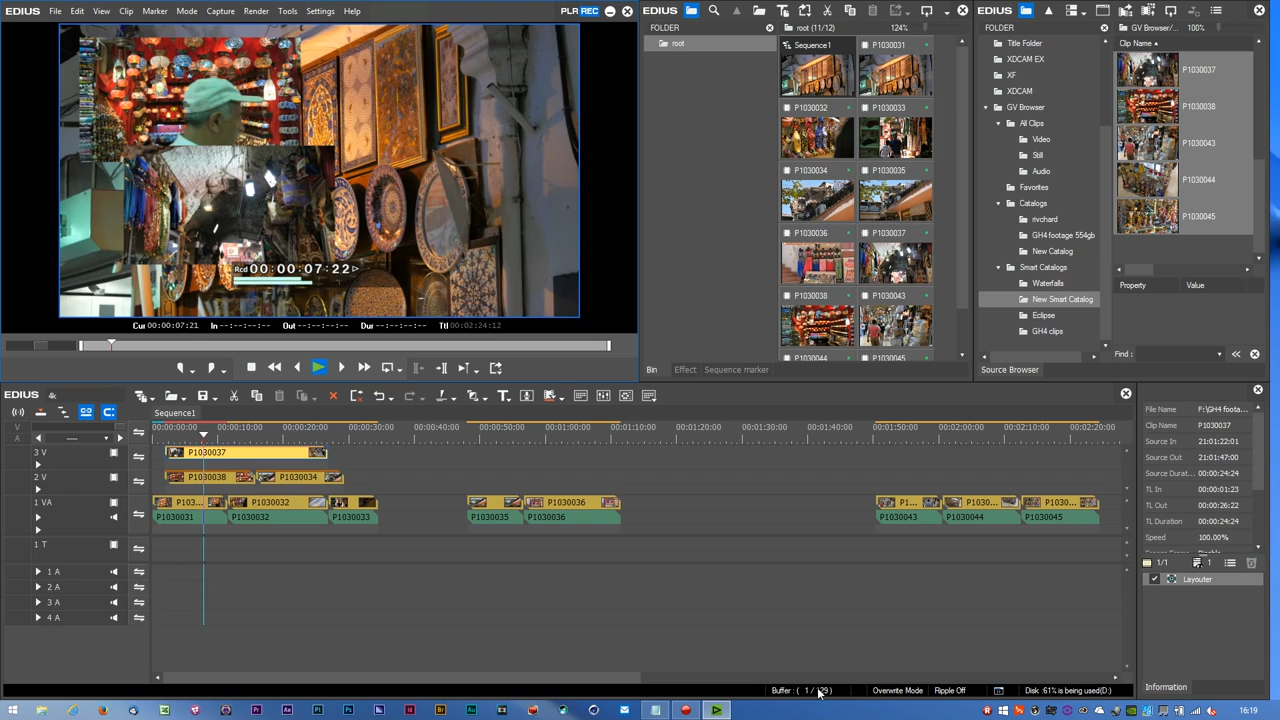 EDIUS File Edit View Clip Marker Mode Capture Render Tools Settings Help PLR REC
Rcd 00:00:07:22
Cur 00:00:07:21 In --:--:--:-- Out --:--:--:-- Dur --:--:--:-- Ttl 00:02:24:12
EDIUS
FOLDER
root
root (11/12) 124%
Sequence1 P1030031
P1030032 P1030033
P1030034 P1030035
P1030036 P1030037
P1030038 P1030043
P1030044 P1030045
Bin Effect Sequence marker
EDIUS
FOLDER
Title Folder
XDCAM EX
XF
XDCAM
GV Browser
All Clips
Video
Still
Audio
Favorites
Catalogs
rivchard
GH4 footage 554gb
New Catalog
Smart Catalogs
Waterfalls
New Smart Catalog
Eclipse
GH4 clips
GV Browser/... 100%
Clip Name
P1030037
P1030038
P1030043
P1030044
P1030045
Property Value
Find :
Source Browser
EDIUS 4k
Sequence1
V
A
00:00:00:00 00:00:10:00 00:00:20:00 00:00:30:00 00:00:40:00 00:00:50:00 00:01:00:00 00:01:10:00 00:01:20:00 00:01:30:00 00:01:40:00 00:01:50:00 00:02:00:00 00:02:10:00 00:02:20:00
3 V P1030037
2 V P1030038 P1030034
1 VA P103... P1030032 P1030036 P1... P1030... P1030...
P1030031 P1030032 P1030033 P1030035 P1030036 P1030043 P1030044 P1030045
1 T
1 A
2 A
3 A
4 A
File Name F:\GH4 foota...
Clip Name P1030037
Source In 21:01:22:01
Source Out 21:01:47:00
Source Durat... 00:00:24:24
TL In 00:00:01:23
TL Out 00:00:26:22
TL Duration 00:00:24:24
Speed 100.00%
1/1 1
Layouter
Information
Buffer : ( 1 / 129 ) Overwrite Mode Ripple Off Disk :61% is being used(D:)
16:19